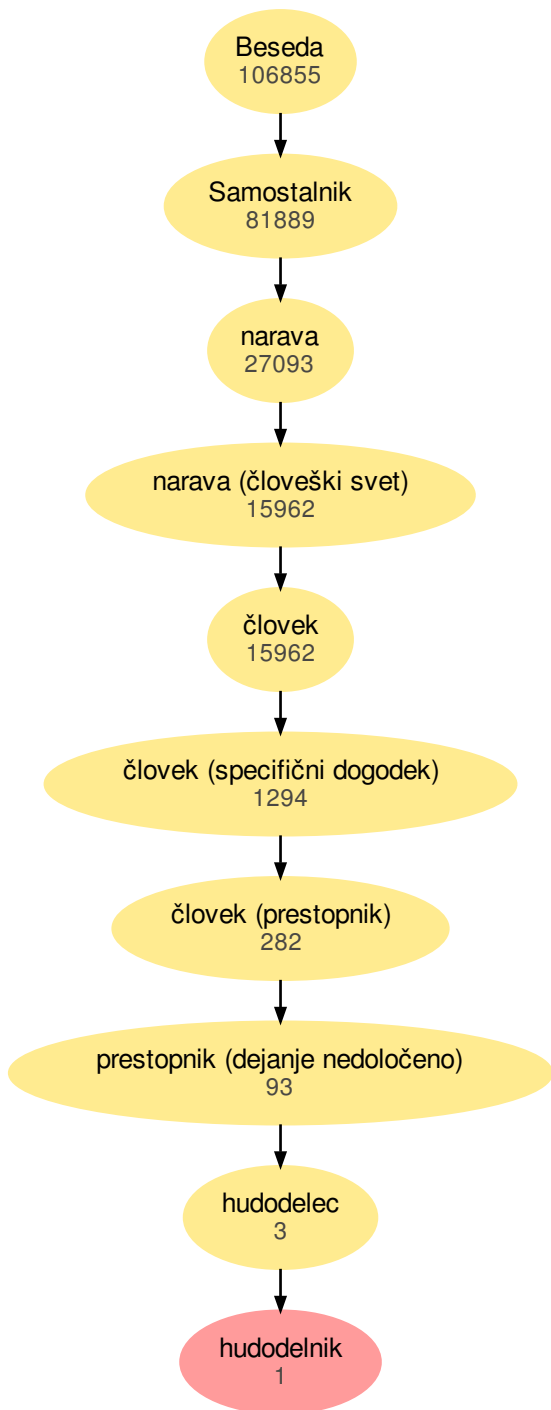 Beseda
106855
Samostalnik
81889
narava
27093
narava (človeški svet)
15962
človek
15962
človek (specifični dogodek)
1294
človek (prestopnik)
282
prestopnik (dejanje nedoločeno)
93
hudodelec
3
hudodelnik
1